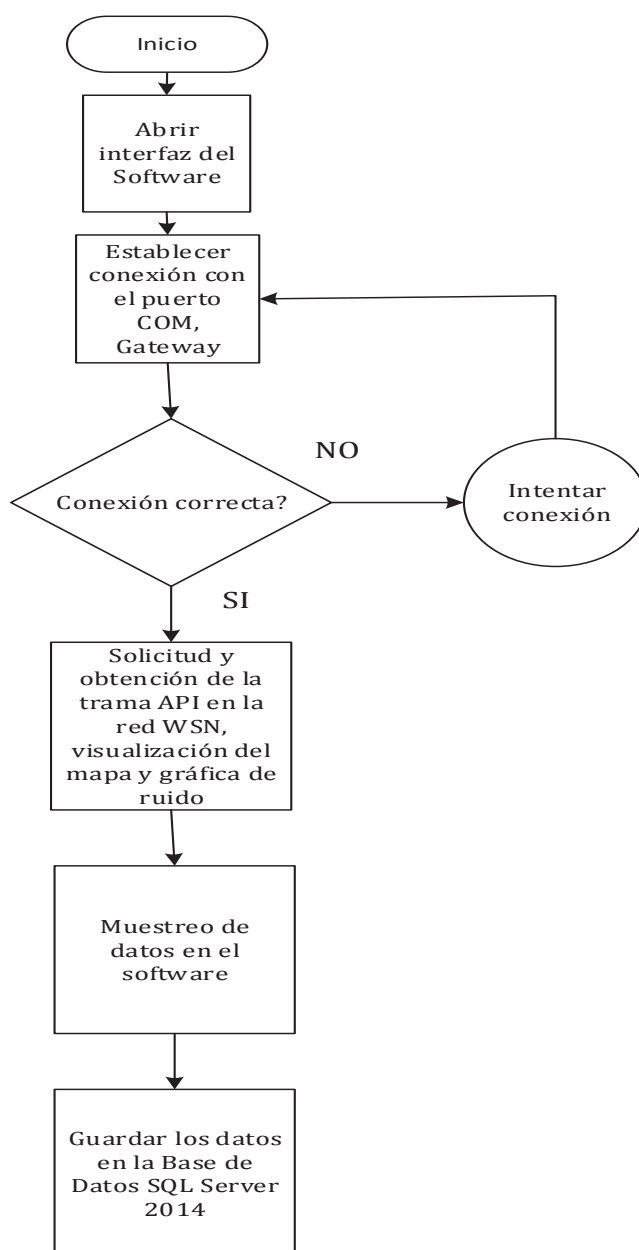 Inicio
Abrir
interfaz del
Software
Establecer
conexión con
el puerto
COM,
Gateway
NO
Conexión correcta?
Intentar
conexión
SI
Solicitud y
obtención de la
trama API en la
red WSN,
visualización del
mapa y gráfica de
ruido
Muestreo de
datos en el
software
Guardar los datos
en la Base de
Datos SQL Server
2014